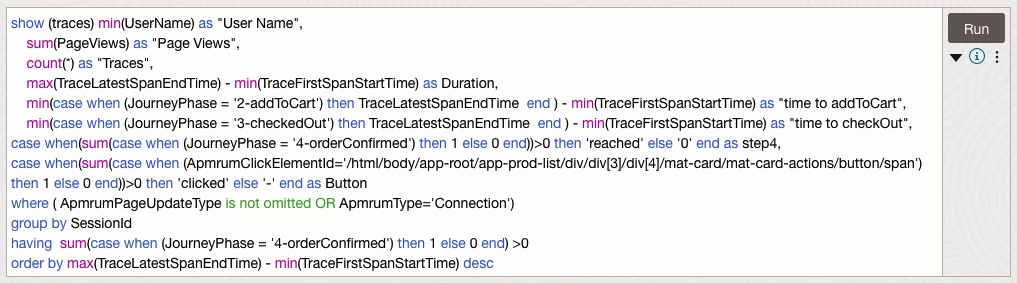 show (traces) min(UserName) as "User Name",
sum(PageViews) as "Page Views",
count(*) as "Traces",
max(TraceLatestSpanEndTime) - min(TraceFirstSpanStartTime) as Duration,
min(case when (JourneyPhase = '2-addToCart') then TraceLatestSpanEndTime  end ) - min(TraceFirstSpanStartTime) as "time to addToCart",
min(case when (JourneyPhase = '3-checkedOut') then TraceLatestSpanEndTime  end ) - min(TraceFirstSpanStartTime) as "time to checkOut",
case when(sum(case when (JourneyPhase = '4-orderConfirmed') then 1 else 0 end))>0 then 'reached' else '0' end as step4,
case when(sum(case when (ApmrumClickElementId='/html/body/app-root/app-prod-list/div/div[3]/div[4]/mat-card/mat-card-actions/button/span')
then 1 else 0 end))>0 then 'clicked' else '-' end as Button
where ( ApmrumPageUpdateType is not omitted OR ApmrumType='Connection')
group by SessionId
having  sum(case when (JourneyPhase = '4-orderConfirmed') then 1 else 0 end) >0
order by max(TraceLatestSpanEndTime) - min(TraceFirstSpanStartTime) desc
Run